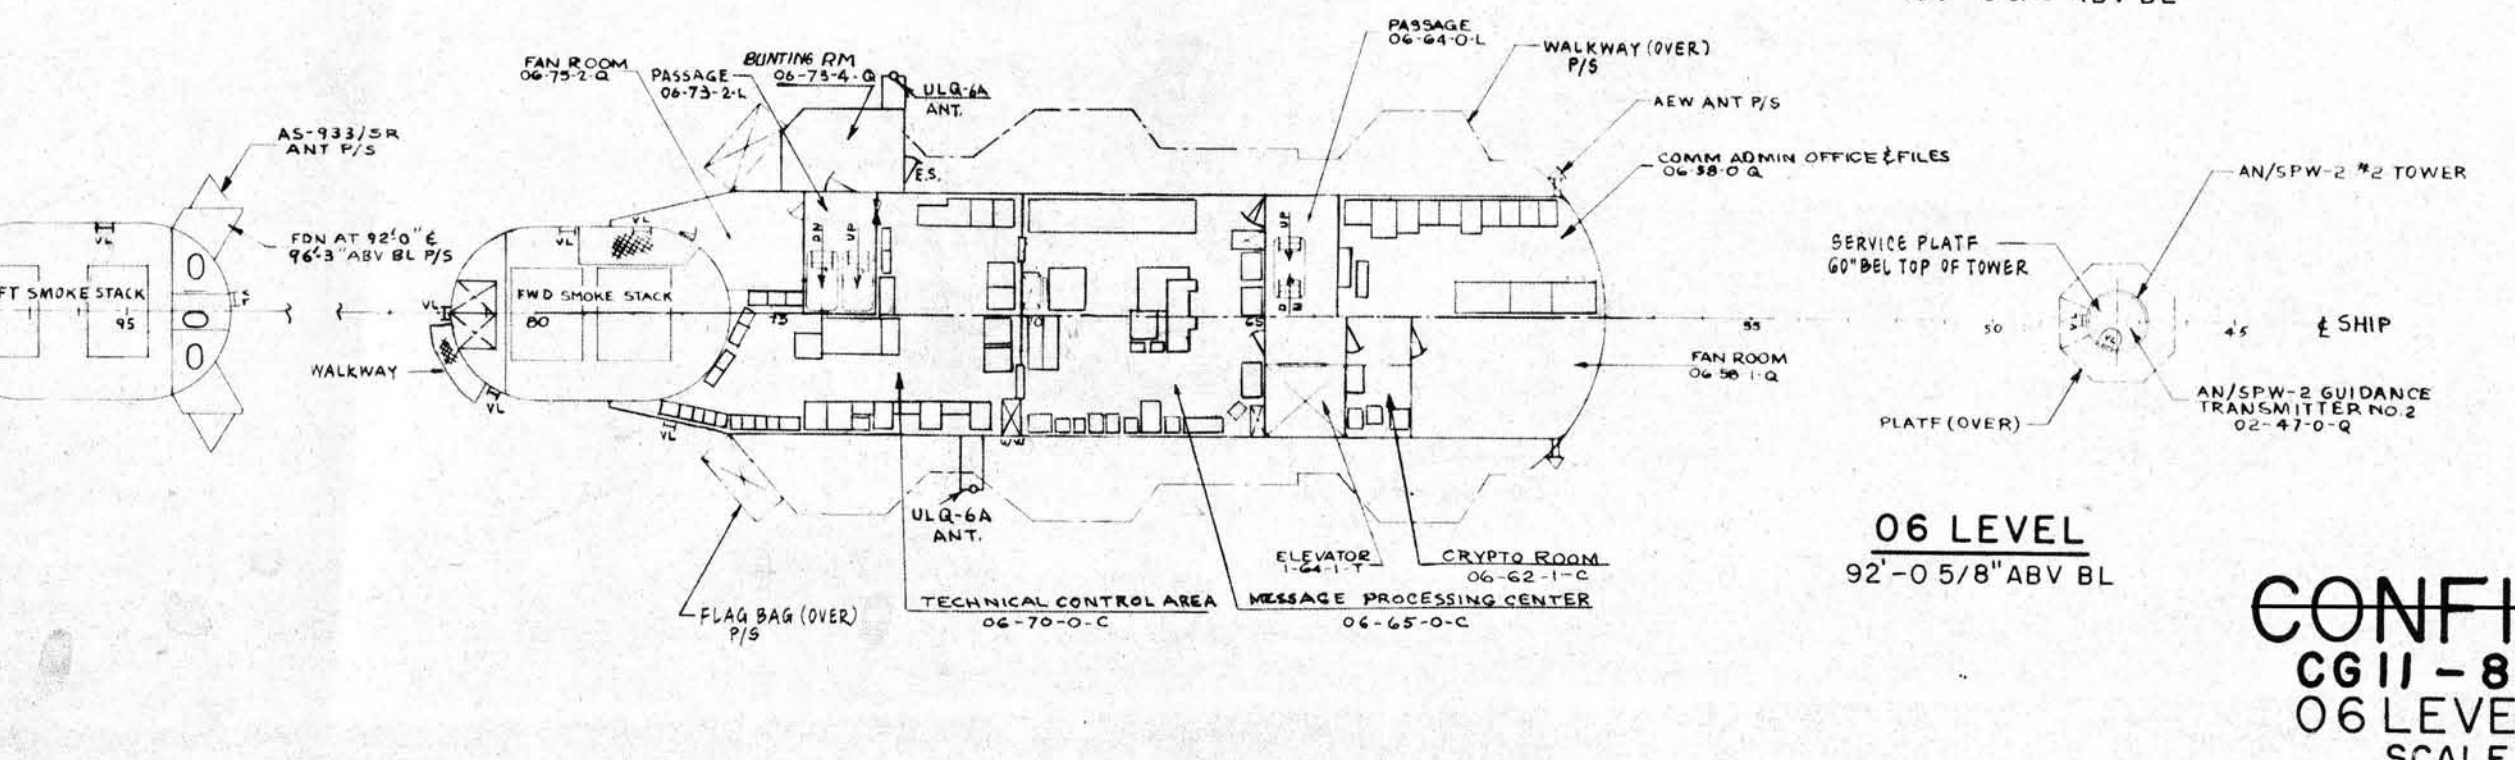 PASSAGE
06-64-0-L
WALKWAY (OVER)
P/S
BUNTING RM
06-73-4-Q
FAN ROOM
06-75-2-Q
PASSAGE
06-73-2-L
ULQ-6A
ANT.
AEW ANT P/S
AS-933/SR
ANT P/S
COMM ADMIN OFFICE & FILES
06-58-0 Q
AN/SPW-2 #2 TOWER
E.S.
VL
VL
VL
DN
UP
UP
FDN AT 92'-0" &
96'-3" ABV BL P/S
SERVICE PLATF
60" BEL TOP OF TOWER
FT SMOKE STACK
95
VL
FWD SMOKE STACK
80
75
70
65
55
50
VL
45
℄ SHIP
WALKWAY
VL
VL
FAN ROOM
06 58 1-Q
AN/SPW-2 GUIDANCE
TRANSMITTER NO. 2
02-47-0-Q
PLATF (OVER)
WW
ULQ-6A
ANT.
06 LEVEL
92'-0 5/8" ABV BL
ELEVATOR
1-64-1-T
CRYPTO ROOM
06-62-1-C
TECHNICAL CONTROL AREA
06-70-0-C
MESSAGE PROCESSING CENTER
06-65-0-C
FLAG BAG (OVER)
P/S
CONFI
CG11-8
06 LEVE
SCALE